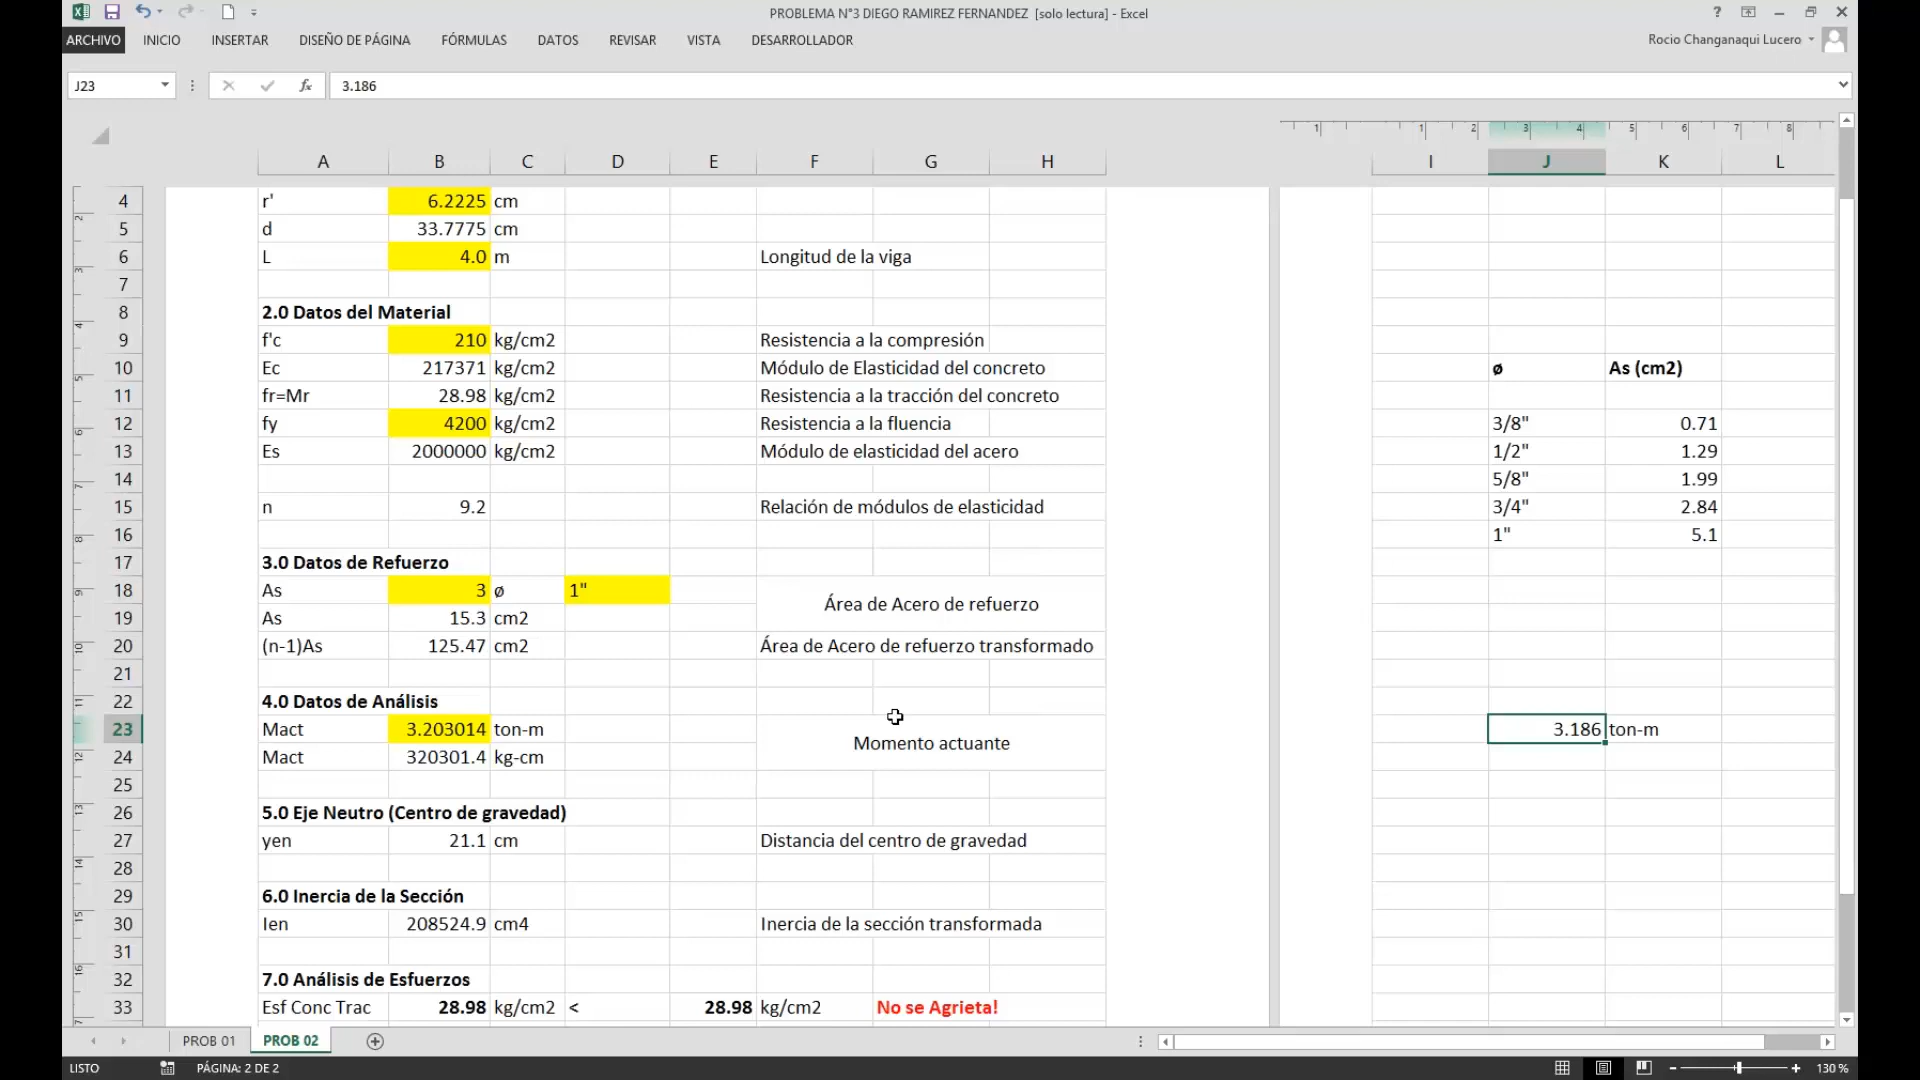 PROBLEMA N°3 DIEGO RAMIREZ FERNANDEZ [solo lectura] - Excel
ARCHIVO INICIO INSERTAR DISEÑO DE PÁGINA FÓRMULAS DATOS REVISAR VISTA DESARROLLADOR Rocio Changanaqui Lucero
J23 fx 3.186
1 1 2 3 4 5 6 7 8
A B C D E F G H I J K L
4 r' 6.2225 cm
5 d 33.7775 cm
6 L 4.0 m Longitud de la viga
7
8 2.0 Datos del Material
9 f'c 210 kg/cm2 Resistencia a la compresión
10 Ec 217371 kg/cm2 Módulo de Elasticidad del concreto ø As (cm2)
11 fr=Mr 28.98 kg/cm2 Resistencia a la tracción del concreto
12 fy 4200 kg/cm2 Resistencia a la fluencia 3/8" 0.71
13 Es 2000000 kg/cm2 Módulo de elasticidad del acero 1/2" 1.29
14 5/8" 1.99
15 n 9.2 Relación de módulos de elasticidad 3/4" 2.84
16 1" 5.1
17 3.0 Datos de Refuerzo
18 As 3 ø 1"
Área de Acero de refuerzo
19 As 15.3 cm2
20 (n-1)As 125.47 cm2 Área de Acero de refuerzo transformado
21
22 4.0 Datos de Análisis
23 Mact 3.203014 ton-m 3.186 ton-m
Momento actuante
24 Mact 320301.4 kg-cm
25
26 5.0 Eje Neutro (Centro de gravedad)
27 yen 21.1 cm Distancia del centro de gravedad
28
29 6.0 Inercia de la Sección
30 Ien 208524.9 cm4 Inercia de la sección transformada
31
32 7.0 Análisis de Esfuerzos
33 Esf Conc Trac 28.98 kg/cm2 < 28.98 kg/cm2 No se Agrieta!
PROB 01 PROB 02
LISTO PÁGINA: 2 DE 2 130 %